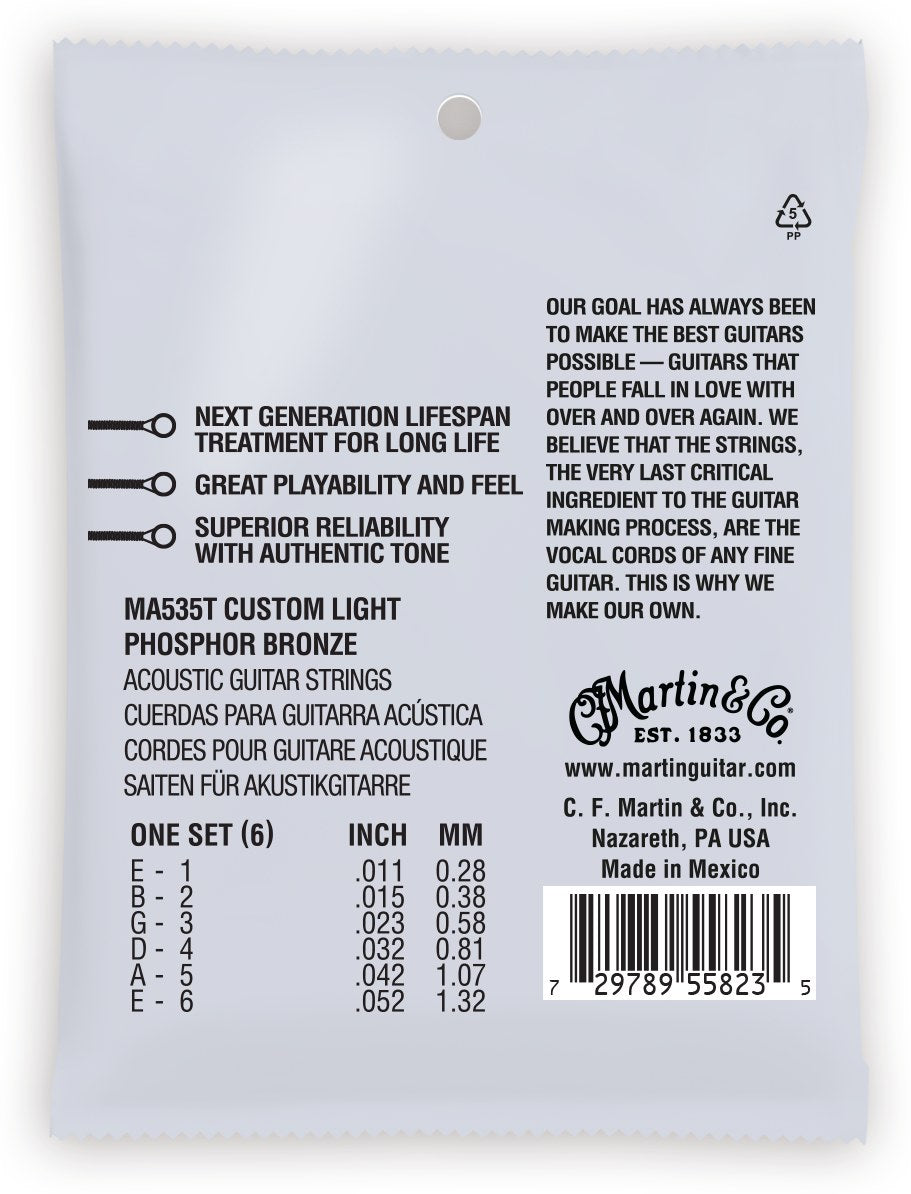 5
PP
OUR GOAL HAS ALWAYS BEEN
TO MAKE THE BEST GUITARS
POSSIBLE — GUITARS THAT
PEOPLE FALL IN LOVE WITH
OVER AND OVER AGAIN. WE
BELIEVE THAT THE STRINGS,
THE VERY LAST CRITICAL
INGREDIENT TO THE GUITAR
MAKING PROCESS, ARE THE
VOCAL CORDS OF ANY FINE
GUITAR. THIS IS WHY WE
MAKE OUR OWN.
NEXT GENERATION LIFESPAN
TREATMENT FOR LONG LIFE
GREAT PLAYABILITY AND FEEL
SUPERIOR RELIABILITY
WITH AUTHENTIC TONE
MA535T CUSTOM LIGHT
PHOSPHOR BRONZE
ACOUSTIC GUITAR STRINGS
CUERDAS PARA GUITARRA ACÚSTICA
CORDES POUR GUITARE ACOUSTIQUE
SAITEN FÜR AKUSTIKGITARRE
ONE SET (6) INCH MM
E - 1 .011 0.28
B - 2 .015 0.38
G - 3 .023 0.58
D - 4 .032 0.81
A - 5 .042 1.07
E - 6 .052 1.32
CF Martin & Co.®
EST. 1833
www.martinguitar.com
C. F. Martin & Co., Inc.
Nazareth, PA USA
Made in Mexico
7 29789 55823 5